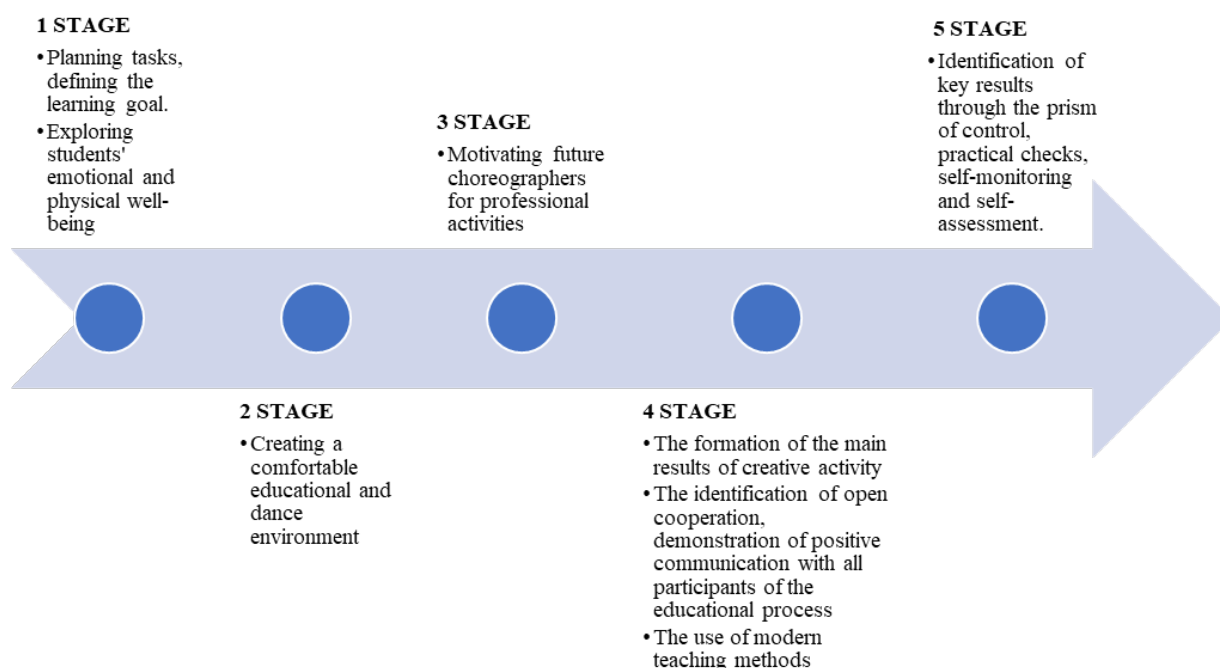 1 STAGE
•Planning tasks,
defining the
learning goal.
•Exploring
students'
emotional and
physical well-
being
2 STAGE
•Creating a
comfortable
educational and
dance
environment
3 STAGE
•Motivating future
choreographers
for professional
activities
4 STAGE
•The formation of the main
results of creative activity
•The identification of open
cooperation,
demonstration of positive
communication with all
participants of the
educational process
•The use of modern
teaching methods
5 STAGE
•Identification of
key results
through the prism
of control,
practical checks,
self-monitoring
and self-
assessment.